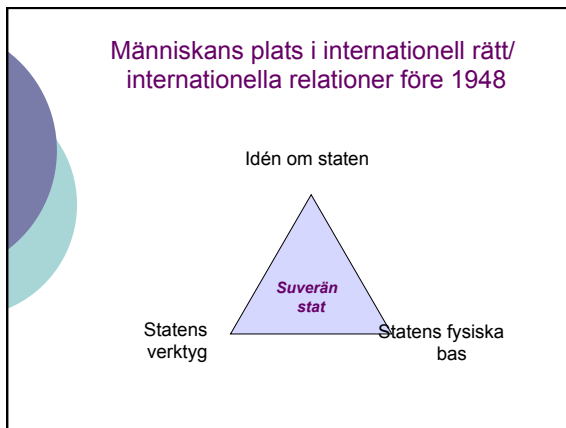 Människans plats i internationell rätt/
internationella relationer före 1948
Idén om staten
Suverän
stat
Statens
verktyg
Statens fysiska
bas